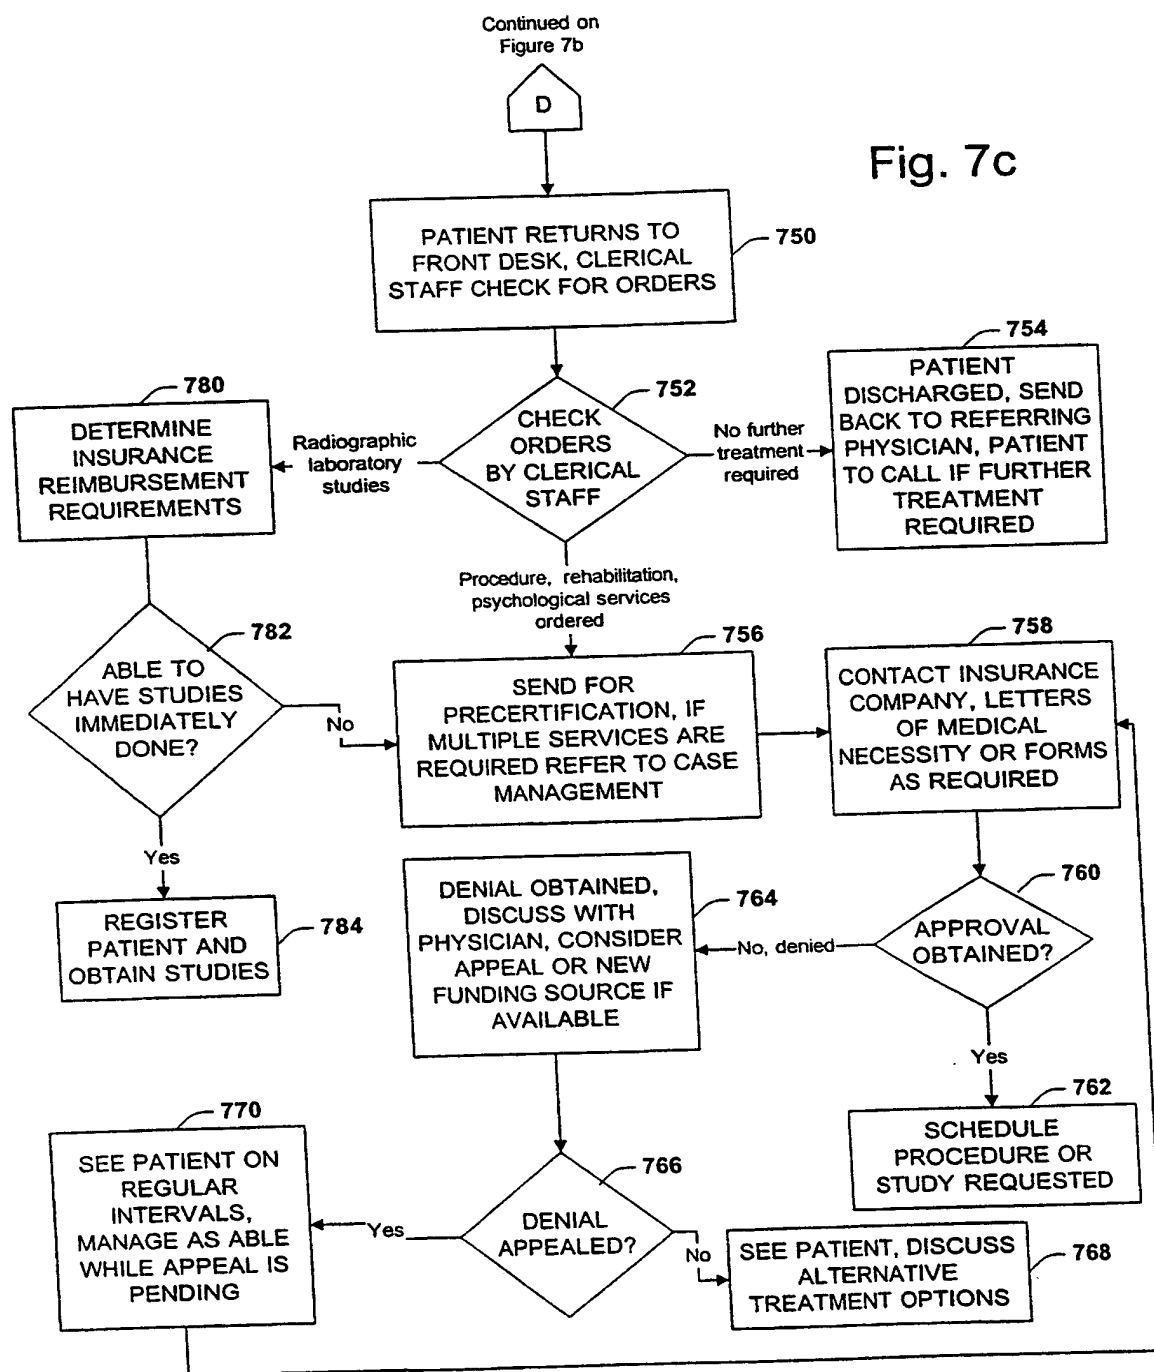 Continued on
Figure 7b
D
Fig. 7c
PATIENT RETURNS TO
FRONT DESK, CLERICAL
STAFF CHECK FOR ORDERS
750
754
PATIENT
DISCHARGED, SEND
BACK TO REFERRING
PHYSICIAN, PATIENT
TO CALL IF FURTHER
TREATMENT
REQUIRED
752
CHECK
ORDERS
BY CLERICAL
STAFF
No further
treatment
required
Radiographic
laboratory
studies
780
DETERMINE
INSURANCE
REIMBURSEMENT
REQUIREMENTS
Procedure, rehabilitation,
psychological services
ordered
782
ABLE TO
HAVE STUDIES
IMMEDIATELY
DONE?
No
756
SEND FOR
PRECERTIFICATION, IF
MULTIPLE SERVICES ARE
REQUIRED REFER TO CASE
MANAGEMENT
758
CONTACT INSURANCE
COMPANY, LETTERS
OF MEDICAL
NECESSITY OR FORMS
AS REQUIRED
Yes
REGISTER
PATIENT AND
OBTAIN STUDIES
784
DENIAL OBTAINED,
DISCUSS WITH
PHYSICIAN, CONSIDER
APPEAL OR NEW
FUNDING SOURCE IF
AVAILABLE
764
No, denied
760
APPROVAL
OBTAINED?
Yes
762
SCHEDULE
PROCEDURE OR
STUDY REQUESTED
770
SEE PATIENT ON
REGULAR
INTERVALS,
MANAGE AS ABLE
WHILE APPEAL IS
PENDING
Yes
766
DENIAL
APPEALED?
No
SEE PATIENT, DISCUSS
ALTERNATIVE
TREATMENT OPTIONS
768